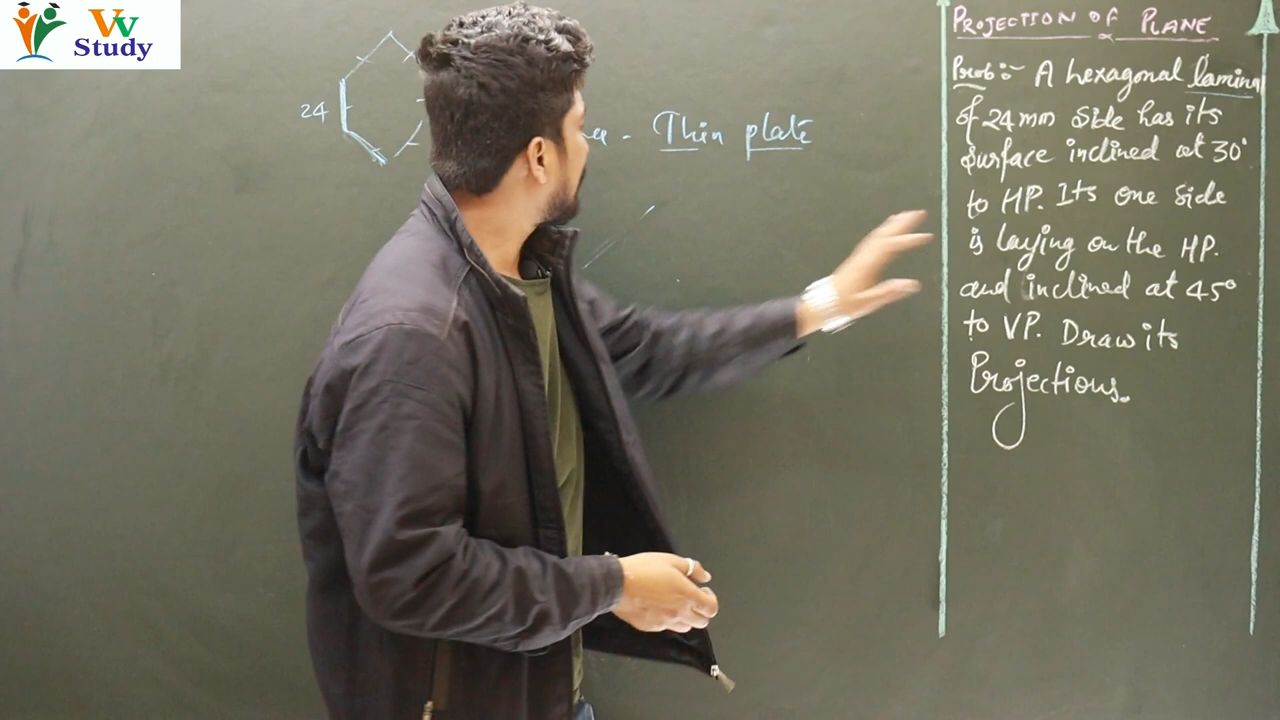 Vv
Study
24
- Thin plate
PROJECTION OF PLANE
Prob:- A hexagonal lamina
of 24mm side has its
surface inclined at 30°
to HP. Its one side
is laying on the HP.
and inclined at 45°
to VP. Draw its
Projections.